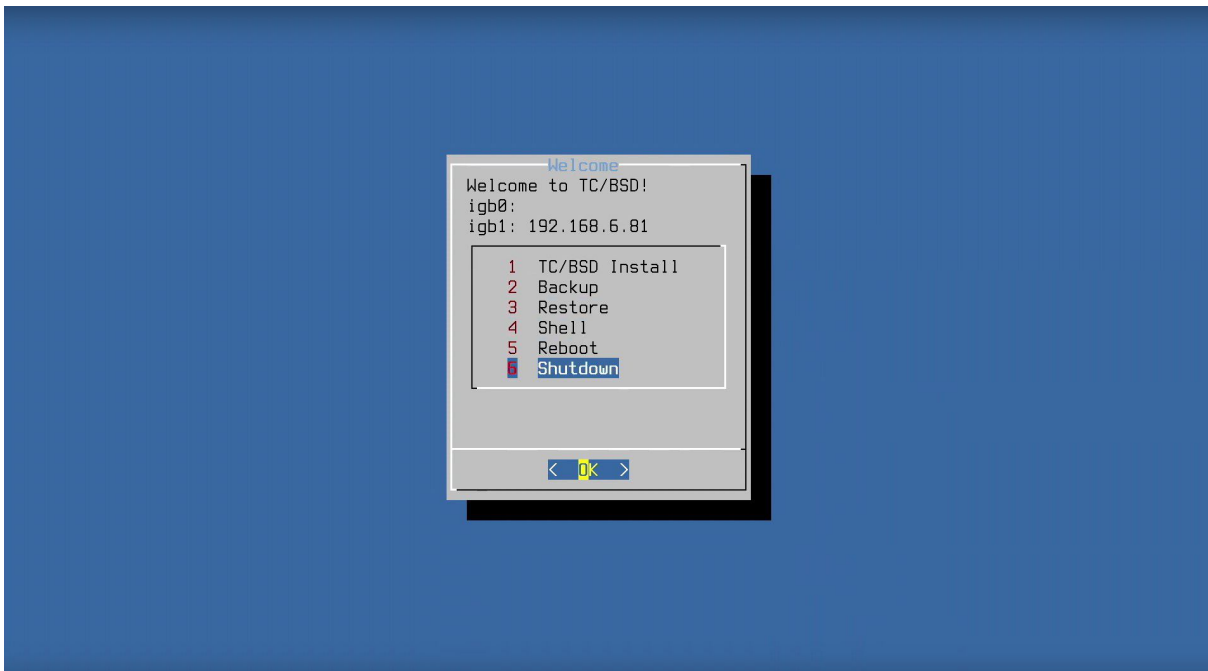 Welcome
Welcome to TC/BSD!
igb0:
igb1: 192.168.6.81
1 TC/BSD Install
2 Backup
3 Restore
4 Shell
5 Reboot
6 Shutdown
< OK >